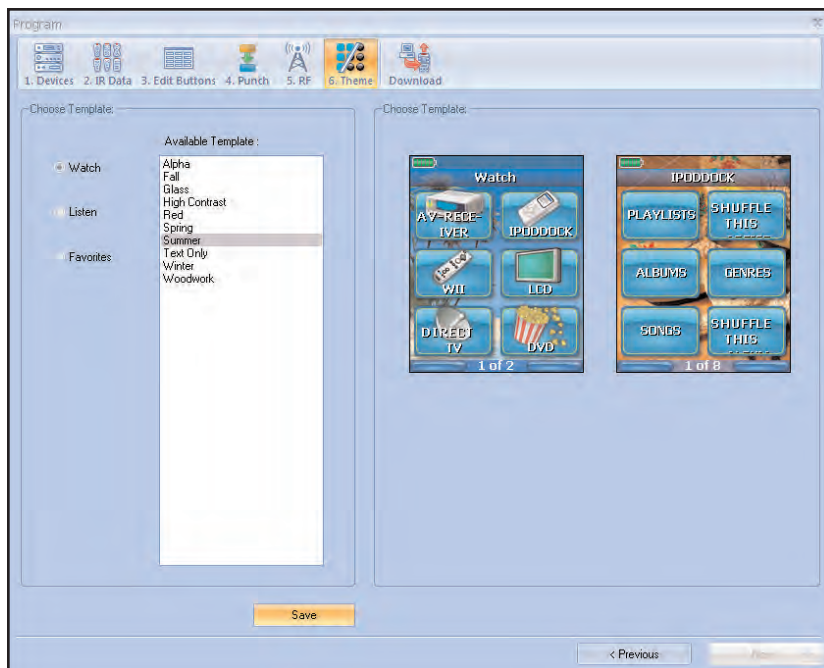 Program
1. Devices 2. IR Data 3. Edit Buttons 4. Punch 5. RF 6. Theme Download
Choose Template:
Available Template :
Watch
Listen
Favorites
Alpha
Fall
Glass
High Contrast
Red
Spring
Summer
Text Only
Winter
Woodwork
Save
Choose Template:
Watch
AV-RECE-
IVER
IPODDOCK
WII
LCD
DIRECT
TV
DVD
1 of 2
IPODDOCK
PLAYLISTS
SHUFFLE
THIS
ALBUMS
GENRES
SONGS
SHUFFLE
THIS
1 of 8
< Previous